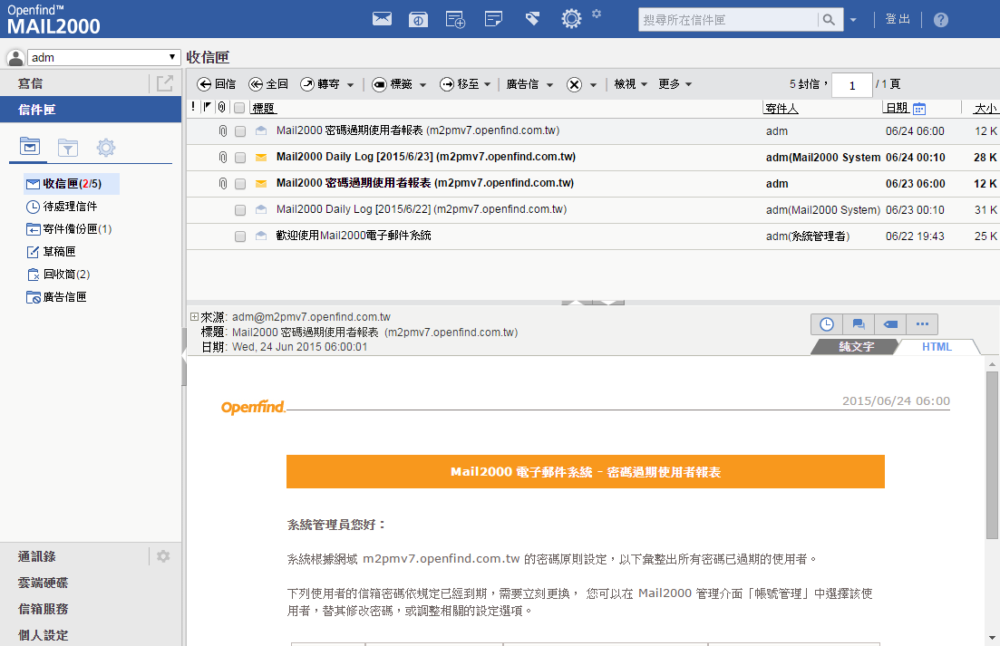 Openfind™
MAIL2000
搜尋所在信件匣
登出
adm
收信匣
寫信
回信 全回 轉寄 標籤 移至 廣告信 檢視 更多 5 封信， 1 / 1 頁
信件匣
! 標題 寄件人 日期 大小
Mail2000 密碼過期使用者報表 (m2pmv7.openfind.com.tw) adm 06/24 06:00 12 K
Mail2000 Daily Log [2015/6/23] (m2pmv7.openfind.com.tw) adm(Mail2000 System 06/24 00:10 28 K
Mail2000 密碼過期使用者報表 (m2pmv7.openfind.com.tw) adm 06/23 06:00 12 K
Mail2000 Daily Log [2015/6/22] (m2pmv7.openfind.com.tw) adm(Mail2000 System) 06/23 00:10 31 K
歡迎使用Mail2000電子郵件系統 adm(系統管理者) 06/22 19:43 25 K
收信匣(2/5)
待處理信件
寄件備份匣(1)
草稿匣
回收筒(2)
廣告信匣
來源: adm@m2pmv7.openfind.com.tw
標題: Mail2000 密碼過期使用者報表 (m2pmv7.openfind.com.tw)
日期: Wed, 24 Jun 2015 06:00:01
純文字 HTML
2015/06/24 06:00
Openfind
Mail2000 電子郵件系統 - 密碼過期使用者報表
系統管理員您好：
系統根據網域 m2pmv7.openfind.com.tw 的密碼原則設定，以下彙整出所有密碼已過期的使用者。
下列使用者的信箱密碼依規定已經到期，需要立刻更換， 您可以在 Mail2000 管理介面「帳號管理」中選擇該使
用者，替其修改密碼，或調整相關的設定選項。
通訊錄
雲端硬碟
信箱服務
個人設定